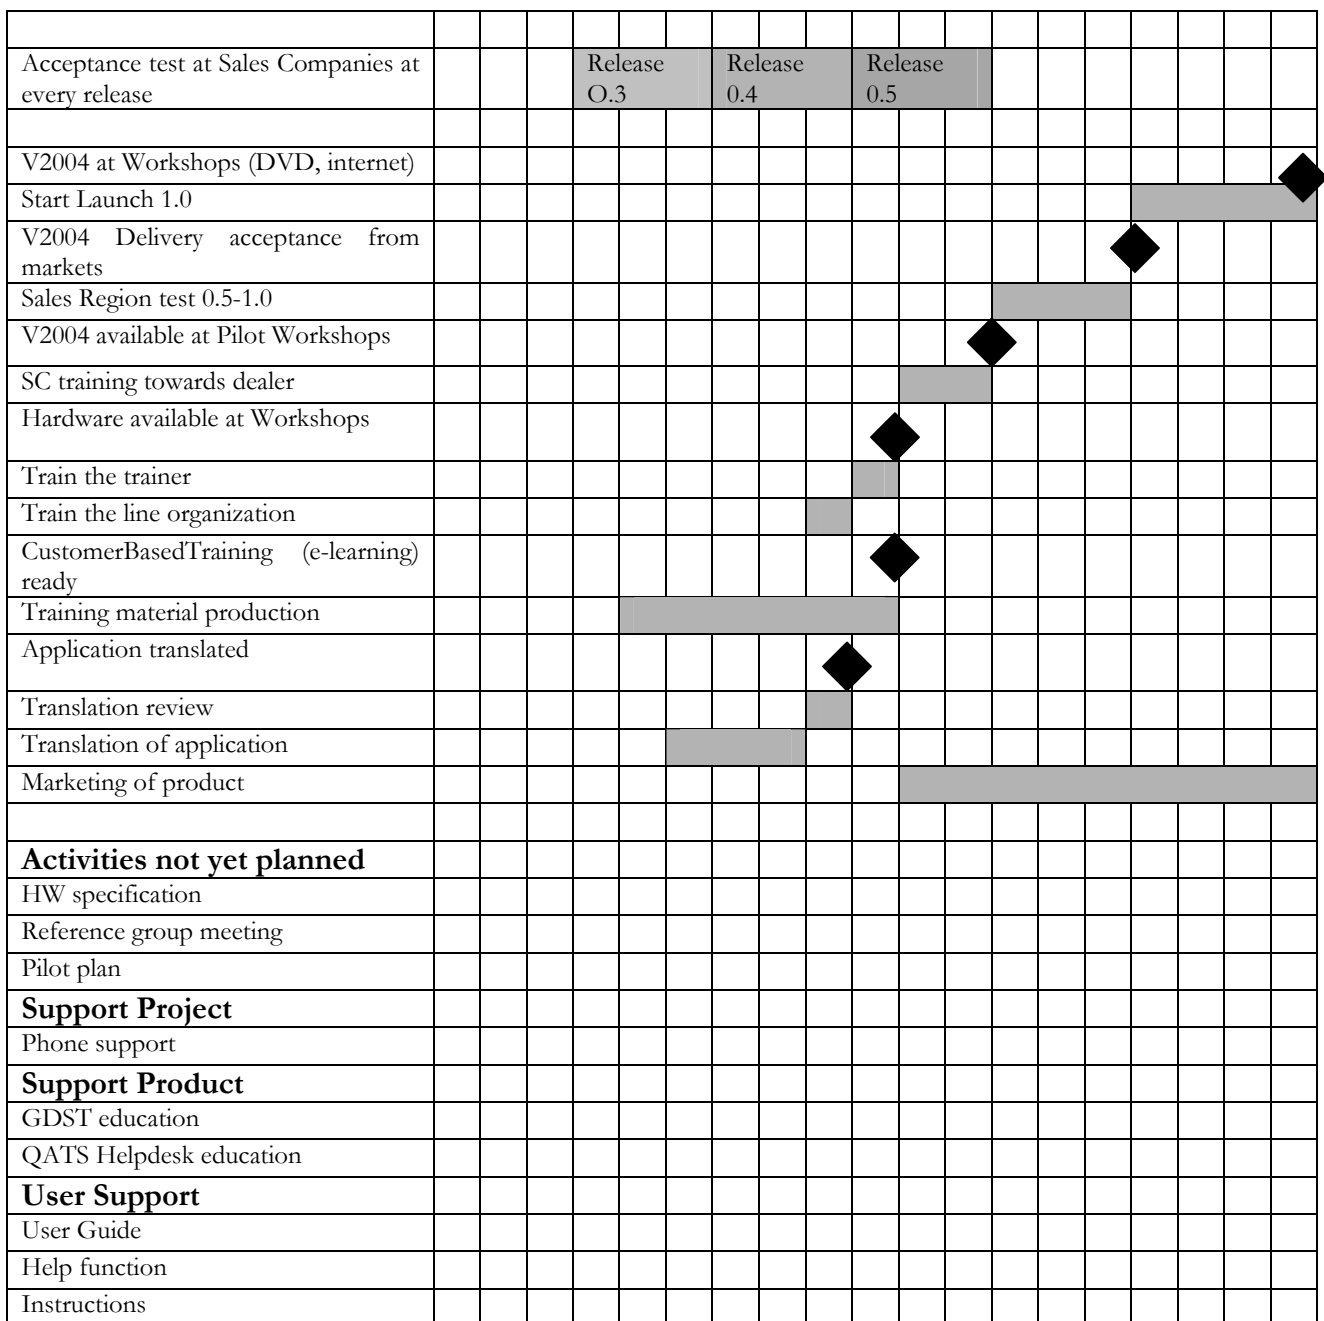 Acceptance test at Sales Companies at
every release
Release
O.3
Release
0.4
Release
0.5
V2004 at Workshops (DVD, internet)
Start Launch 1.0
V2004 Delivery acceptance from
markets
Sales Region test 0.5-1.0
V2004 available at Pilot Workshops
SC training towards dealer
Hardware available at Workshops
Train the trainer
Train the line organization
CustomerBasedTraining (e-learning)
ready
Training material production
Application translated
Translation review
Translation of application
Marketing of product
Activities not yet planned
HW specification
Reference group meeting
Pilot plan
Support Project
Phone support
Support Product
GDST education
QATS Helpdesk education
User Support
User Guide
Help function
Instructions